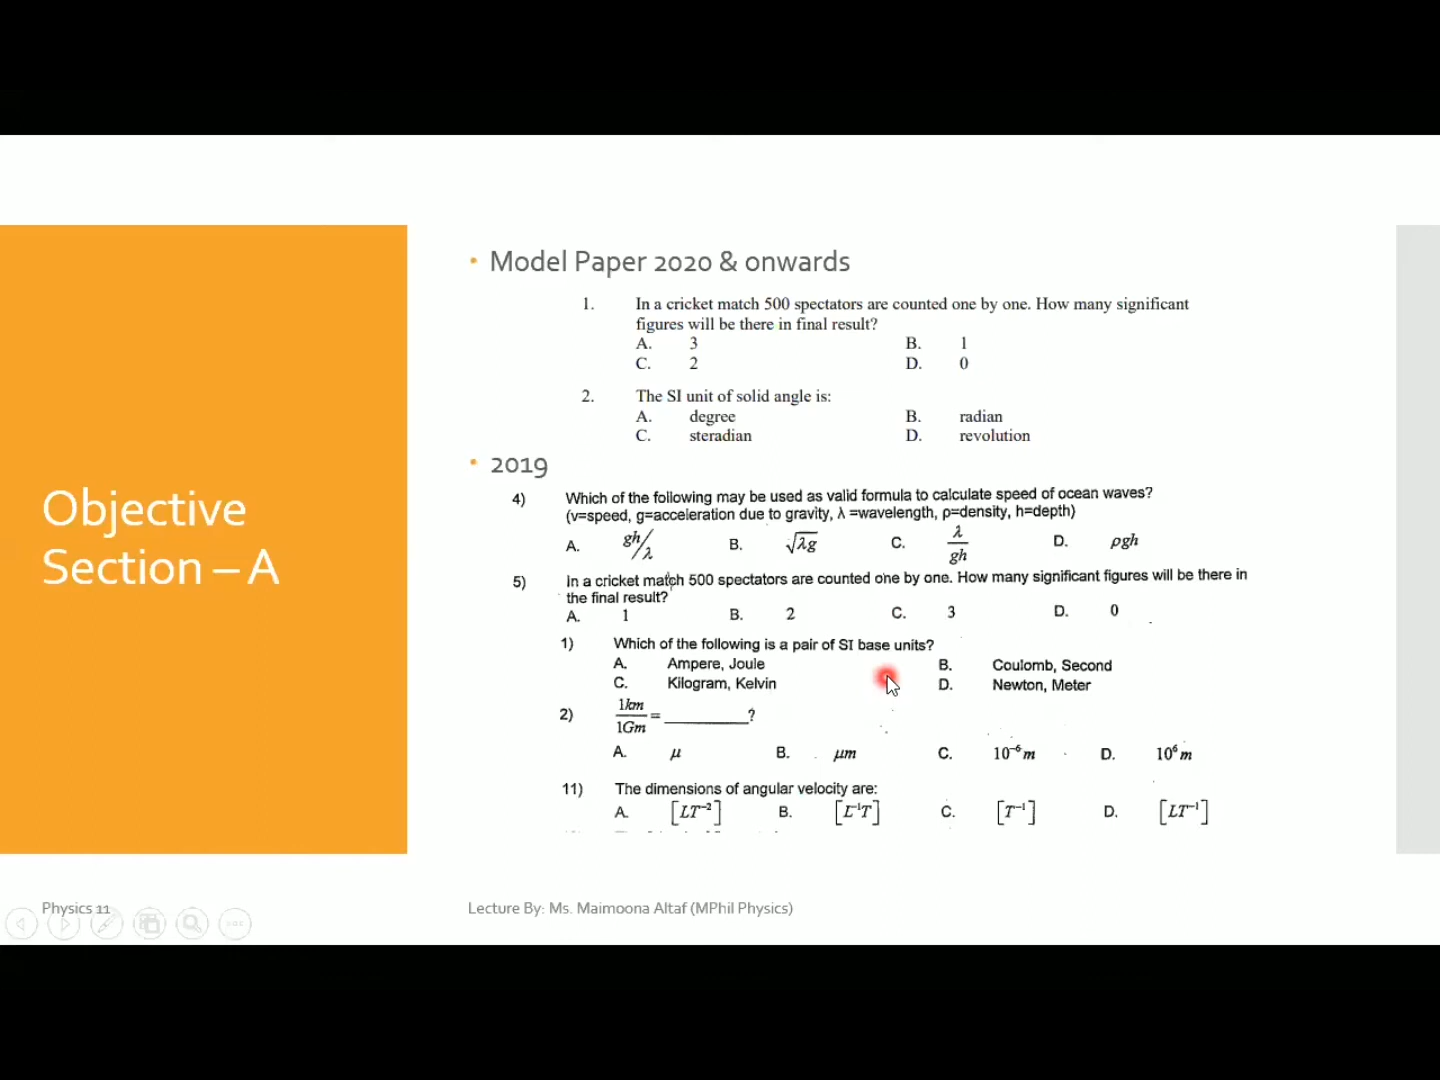 Objective
Section – A
• Model Paper 2020 & onwards
1. In a cricket match 500 spectators are counted one by one. How many significant
figures will be there in final result?
A. 3 B. 1
C. 2 D. 0
2. The SI unit of solid angle is:
A. degree B. radian
C. steradian D. revolution
• 2019
4) Which of the following may be used as valid formula to calculate speed of ocean waves?
(v=speed, g=acceleration due to gravity, λ =wavelength, ρ=density, h=depth)
A. gh/λ B. √λg C. λ/gh D. ρgh
5) In a cricket match 500 spectators are counted one by one. How many significant figures will be there in
the final result?
A. 1 B. 2 C. 3 D. 0
1) Which of the following is a pair of SI base units?
A. Ampere, Joule B. Coulomb, Second
C. Kilogram, Kelvin D. Newton, Meter
2) 1km/1Gm = ________?
A. μ B. μm C. 10⁻⁶ m D. 10⁶ m
11) The dimensions of angular velocity are:
A. [LT⁻²] B. [L⁻¹T] C. [T⁻¹] D. [LT⁻¹]
Physics 11
Lecture By: Ms. Maimoona Altaf (MPhil Physics)